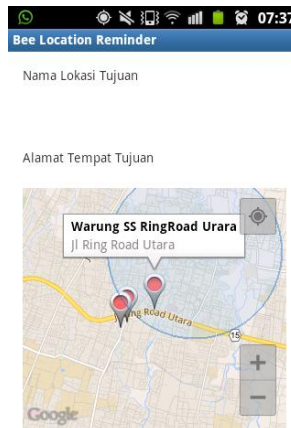 07:37
Bee Location Reminder
Nama Lokasi Tujuan
Alamat Tempat Tujuan
Warung SS RingRoad Urara
Jl Ring Road Utara
Ring Road Utara
15
+
−
Google